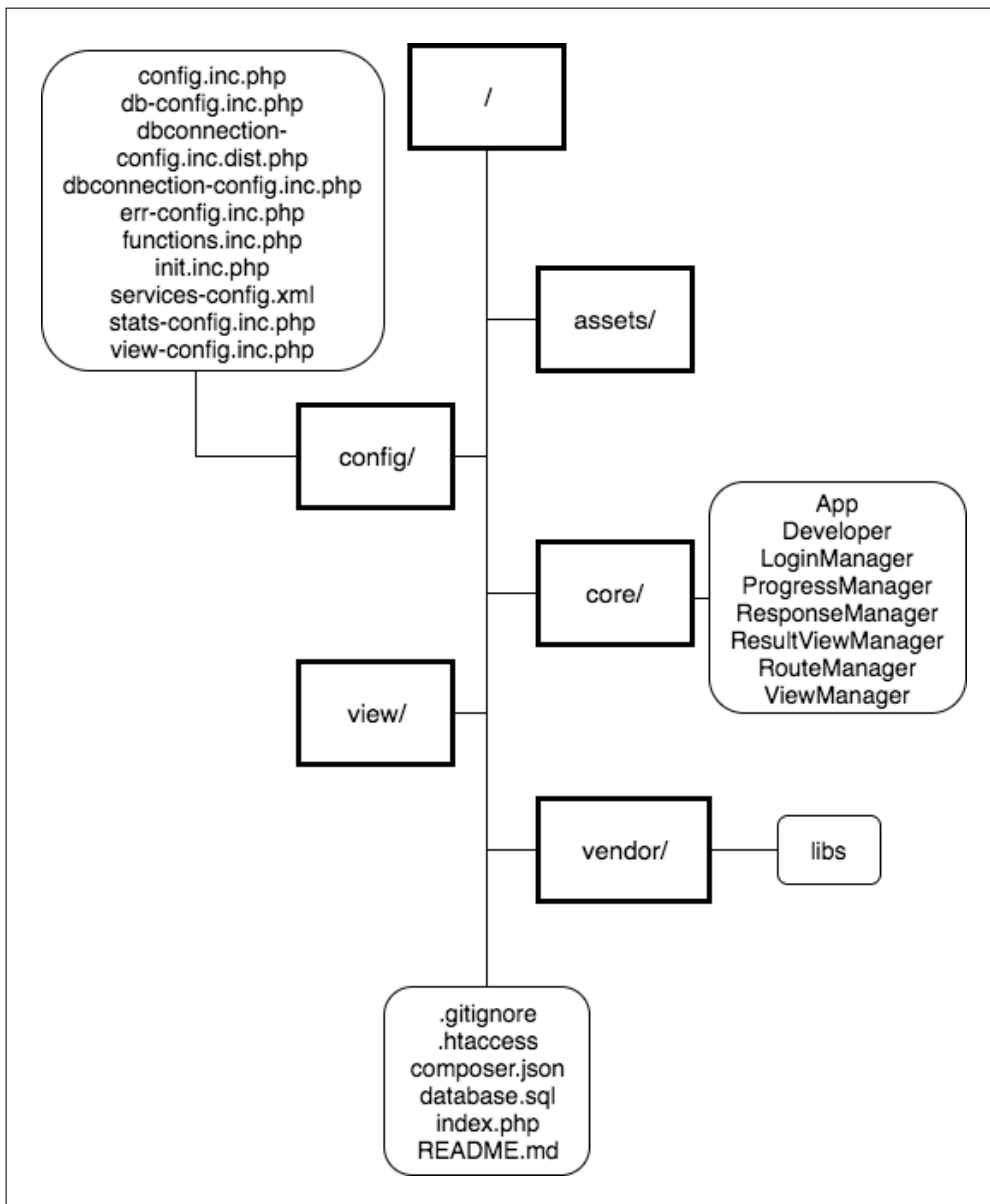 config.inc.php
db-config.inc.php
dbconnection-
config.inc.dist.php
dbconnection-config.inc.php
err-config.inc.php
functions.inc.php
init.inc.php
services-config.xml
stats-config.inc.php
view-config.inc.php
/
assets/
config/
core/
App
Developer
LoginManager
ProgressManager
ResponseManager
ResultViewManager
RouteManager
ViewManager
view/
vendor/
libs
.gitignore
.htaccess
composer.json
database.sql
index.php
README.md